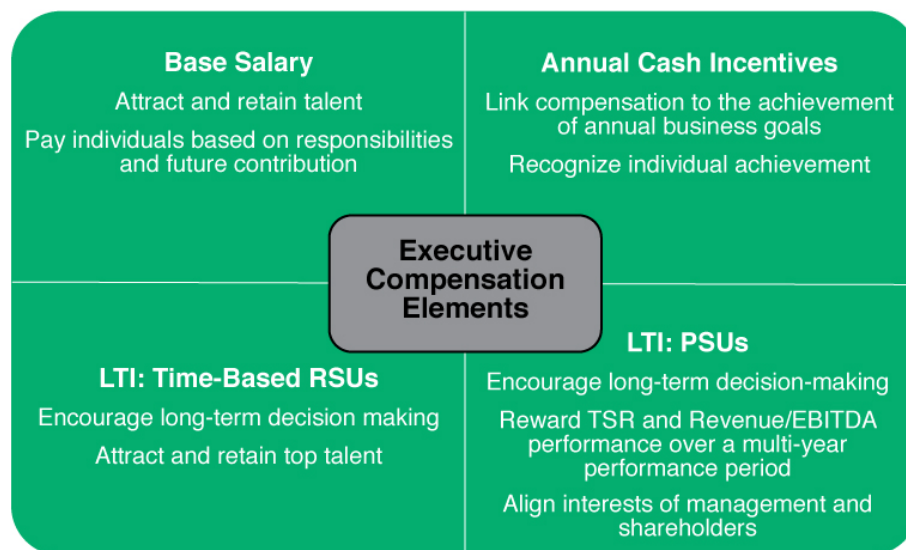 Base Salary
Attract and retain talent
Pay individuals based on responsibilities
and future contribution
Annual Cash Incentives
Link compensation to the achievement
of annual business goals
Recognize individual achievement
Executive
Compensation
Elements
LTI: Time-Based RSUs
Encourage long-term decision making
Attract and retain top talent
LTI: PSUs
Encourage long-term decision-making
Reward TSR and Revenue/EBITDA
performance over a multi-year
performance period
Align interests of management and
shareholders